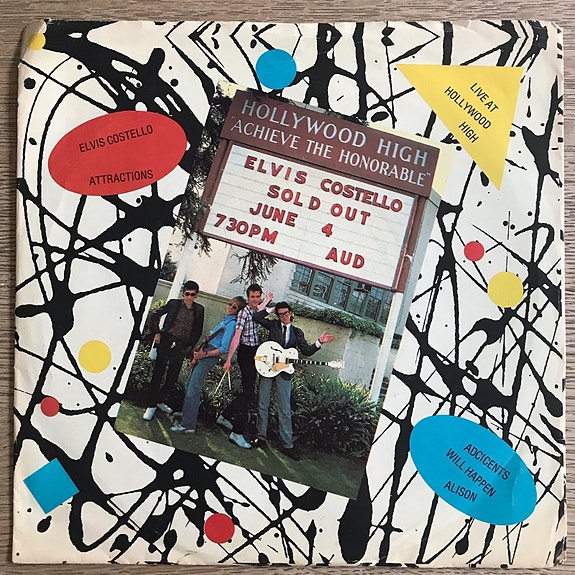 ELVIS COSTELLO
ATTRACTIONS
LIVE AT
HOLLYWOOD
HIGH
HOLLYWOOD HIGH
"ACHIEVE THE HONORABLE"
ELVIS COSTELLO
SOLD OUT
JUNE 4
730PM AUD
ADCICENTS
WILL HAPPEN
ALISON